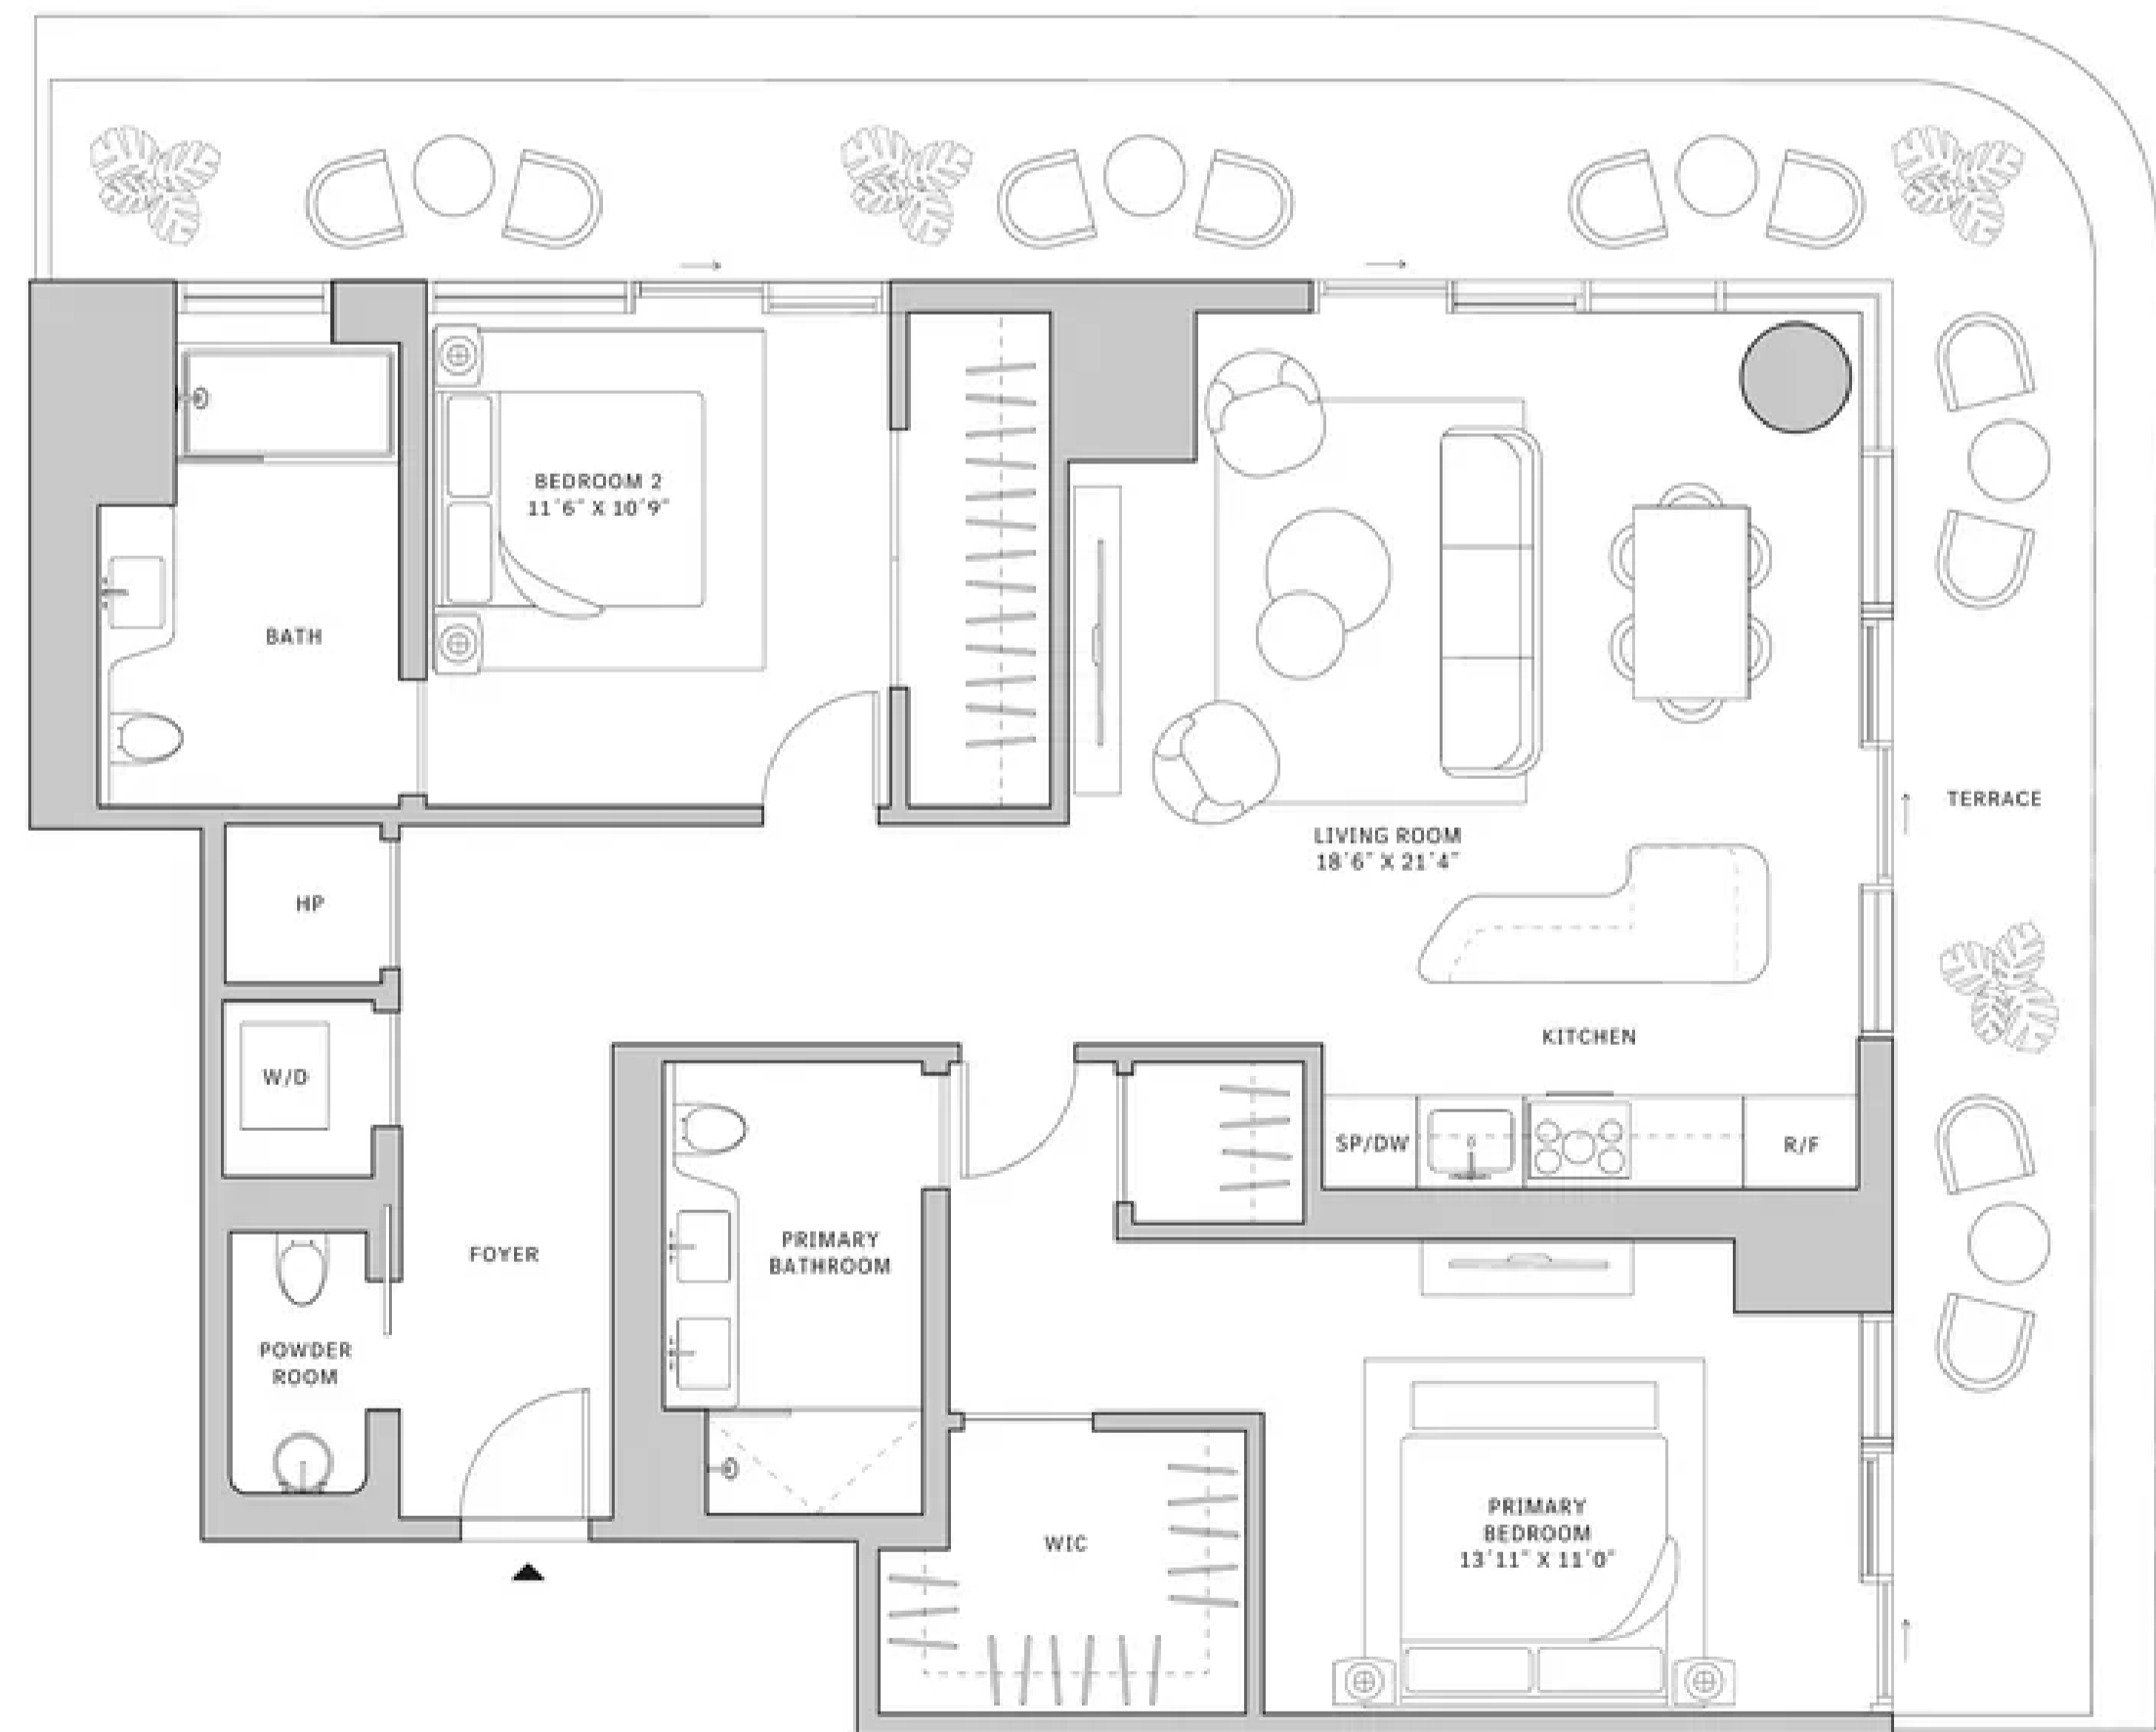 BEDROOM 2
11'6" X 10'9"
BATH
TERRACE
LIVING ROOM
18'6" X 21'4"
HP
KITCHEN
W/D
SP/DW
R/F
PRIMARY
BATHROOM
FOYER
POWDER
ROOM
WIC
PRIMARY
BEDROOM
13'11" X 11'0"